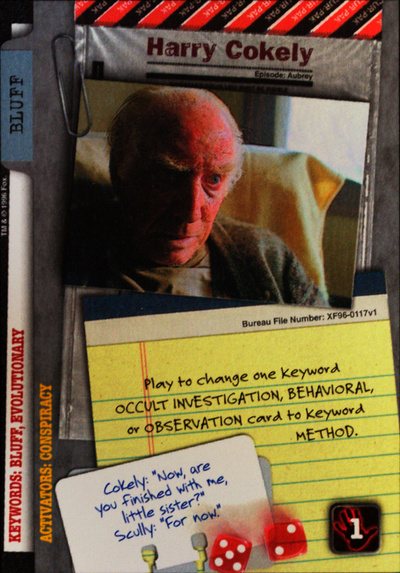 Harry Cokely
Episode: Aubrey
BLUFF
TM & © 1996 Fox.
KEYWORDS: BLUFF, EVOLUTIONARY
ACTIVATORS: CONSPIRACY
Bureau File Number: XF96-0117v1
Play to change one keyword
OCCULT INVESTIGATION, BEHAVIORAL,
or OBSERVATION card to keyword
METHOD.
Cokely: "Now, are
you finished with me,
little sister?"
Scully: "For now."
1